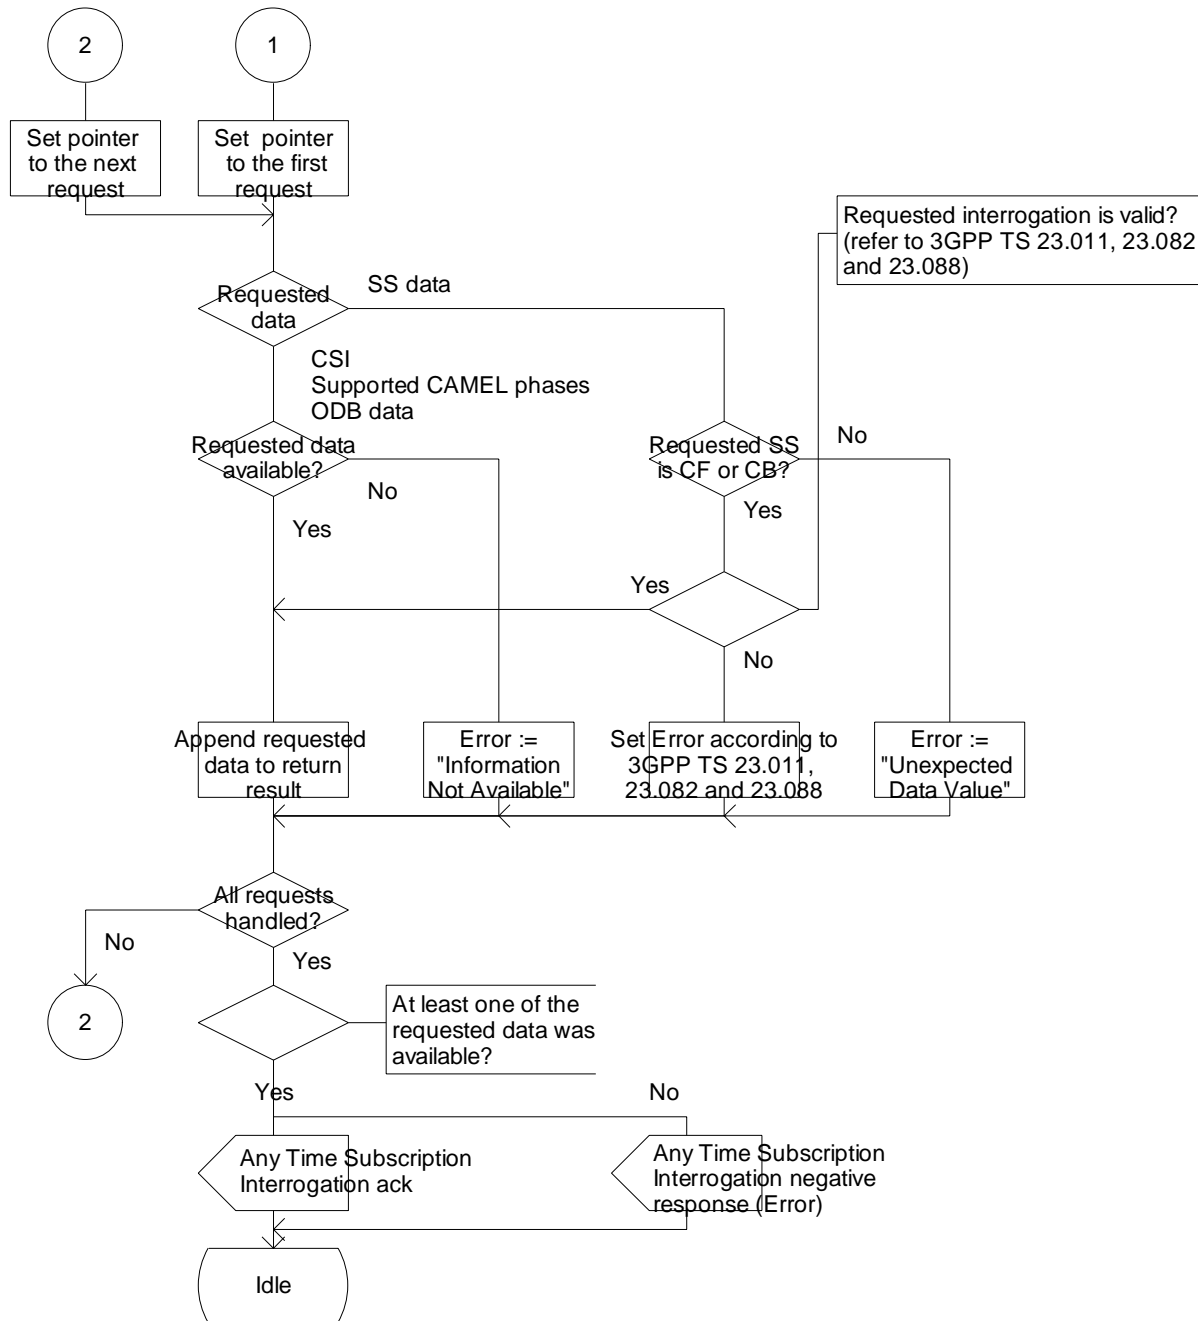 2
1
Set pointer
to the next
request
Set pointer
to the first
request
Requested interrogation is valid?
(refer to 3GPP TS 23.011, 23.082
and 23.088)
Requested
data
SS data
CSI
Supported CAMEL phases
ODB data
Requested data
available?
No
Yes
Requested SS
is CF or CB?
No
Yes
Yes
No
Append requested
data to return
result
Error :=
"Information
Not Available"
Set Error according to
3GPP TS 23.011,
23.082 and 23.088
Error :=
"Unexpected
Data Value"
All requests
handled?
No
Yes
2
At least one of the
requested data was
available?
Yes
No
Any Time Subscription
Interrogation ack
Any Time Subscription
Interrogation negative
response (Error)
Idle